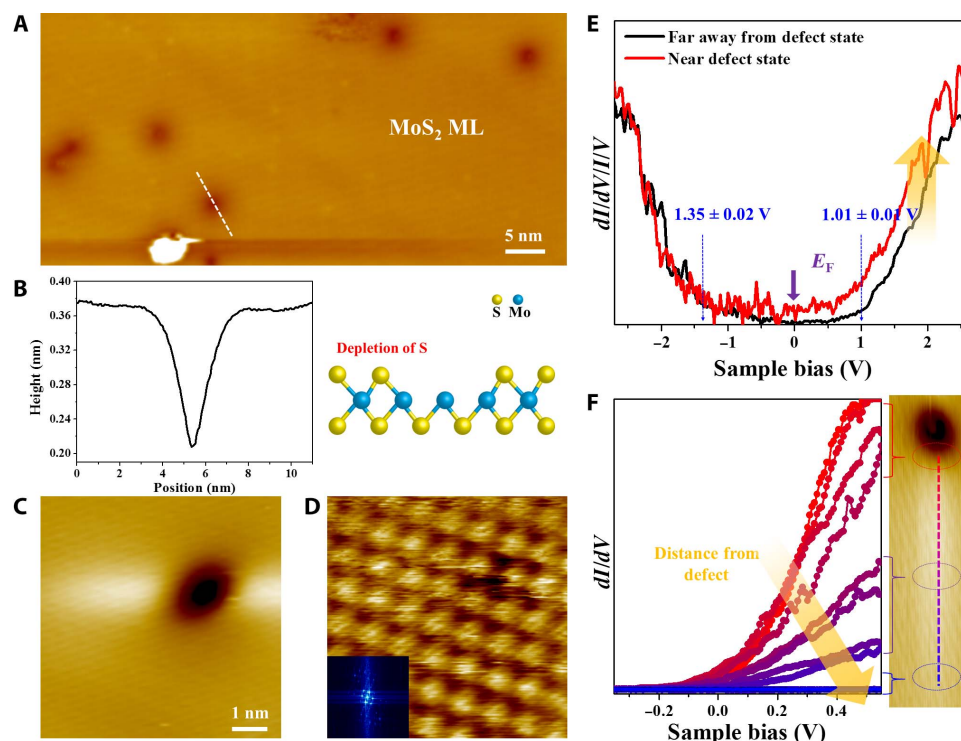 A
MoS₂ ML
5 nm
B
Height (nm)
0.36
0.32
0.28
0.24
0.20
0 2 4 6 8 10
Position (nm)
S Mo
Depletion of S
C
1 nm
D
E
Far away from defect state
Near defect state
dI/dV/I/V
1.35 ± 0.02 V
1.01 ± 0.01 V
E_F
−2 −1 0 1 2
Sample bias (V)
F
dI/dV
Distance from
defect
−0.2 0.0 0.2 0.4
Sample bias (V)